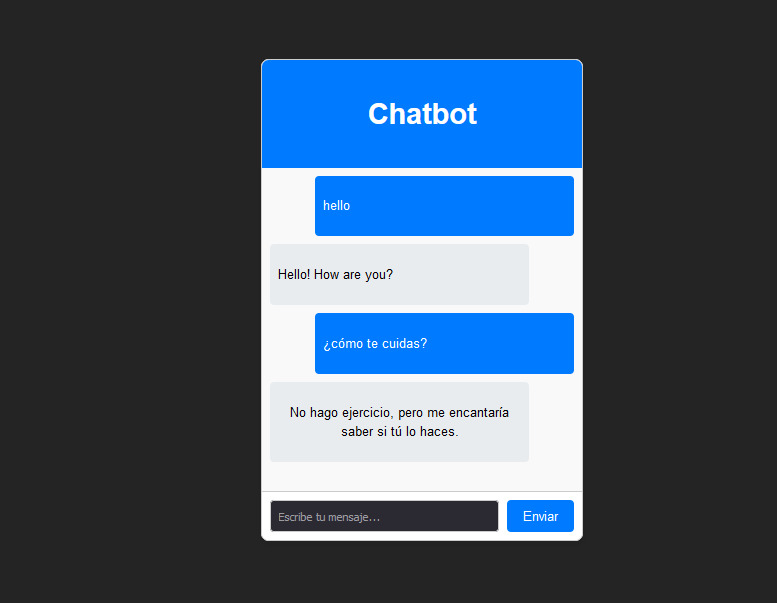 Chatbot
hello
Hello! How are you?
¿cómo te cuidas?
No hago ejercicio, pero me encantaría
saber si tú lo haces.
Escribe tu mensaje...
Enviar